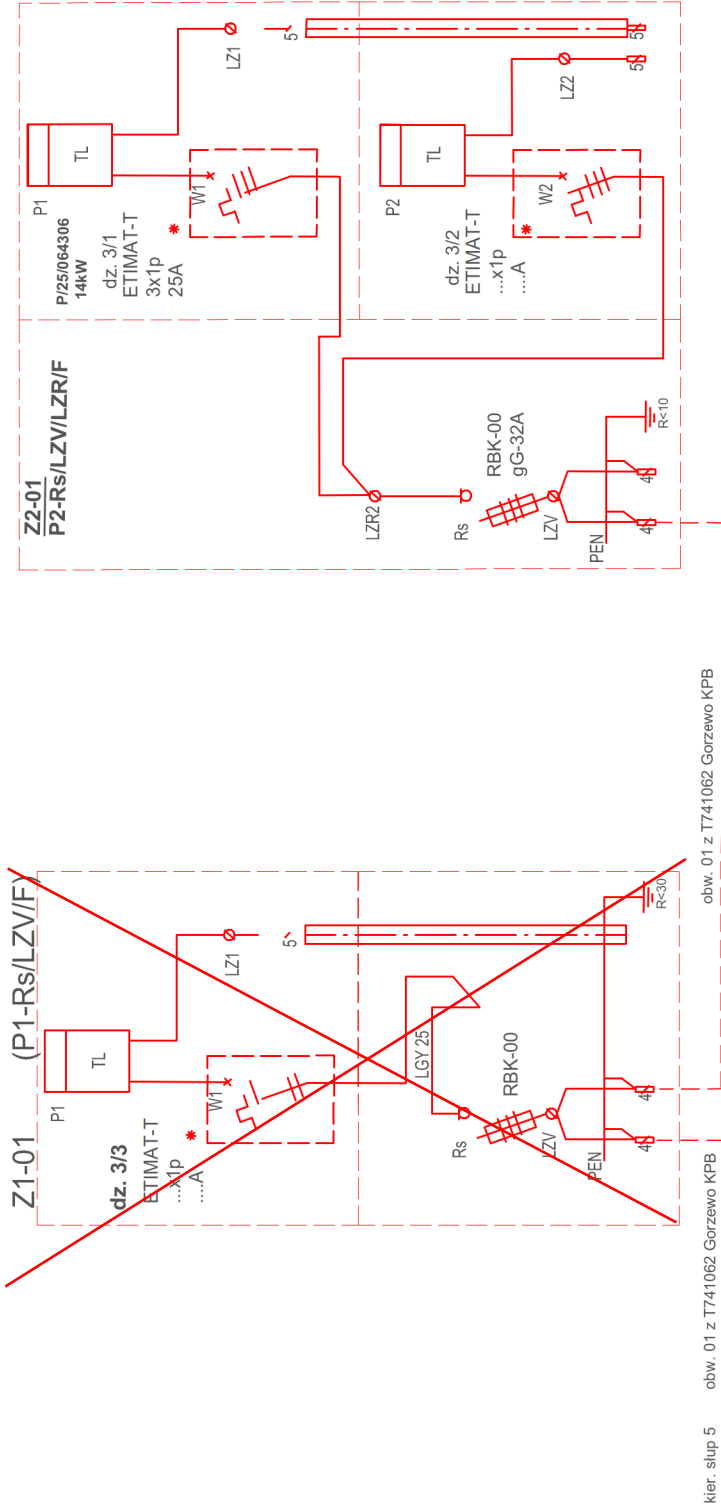 Z1-01
(P1-Rs/LZV/F)
P1
TL
LZ1
5
dz. 3/3
ETIMAT-T
...x1p
....A
*
W1
LGY 25
Rs
RBK-00
LZV
PEN
4
4
R<30
kier. słup 5
obw. 01 z T741062 Gorzewo KPB
obw. 01 z T741062 Gorzewo KPB
Z2-01
P2-Rs/LZV/LZR/F
P/25/064306
14kW
P1
TL
LZ1
5
dz. 3/1
ETIMAT-T
3x1p
25A
*
W1
P2
TL
LZ2
5
5
dz. 3/2
ETIMAT-T
...x1p
....A
*
W2
LZR2
Rs
RBK-00
gG-32A
LZV
PEN
4
4
R<10